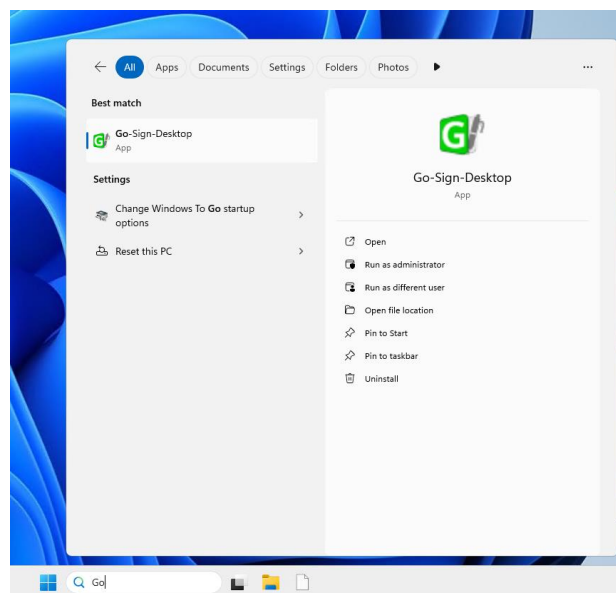 All Apps Documents Settings Folders Photos
Best match
Go-Sign-Desktop
App
Settings
Change Windows To Go startup
options
Reset this PC
G
Go-Sign-Desktop
App
Open
Run as administrator
Run as different user
Open file location
Pin to Start
Pin to taskbar
Uninstall
Go